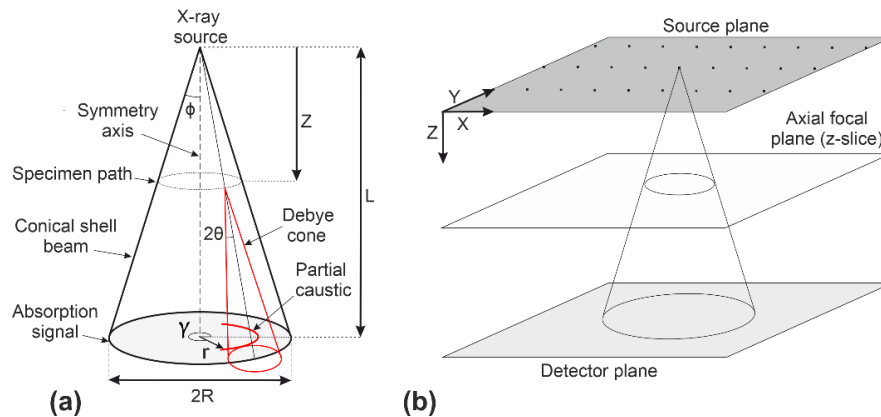 X-ray
source
ϕ
Symmetry
axis
Z
Specimen path
L
2θ
Debye
cone
Conical shell
beam
Partial
caustic
Absorption
signal
γ
r
2R
(a)
Source plane
Y
X
Z
Axial focal
plane (z-slice)
Detector plane
(b)